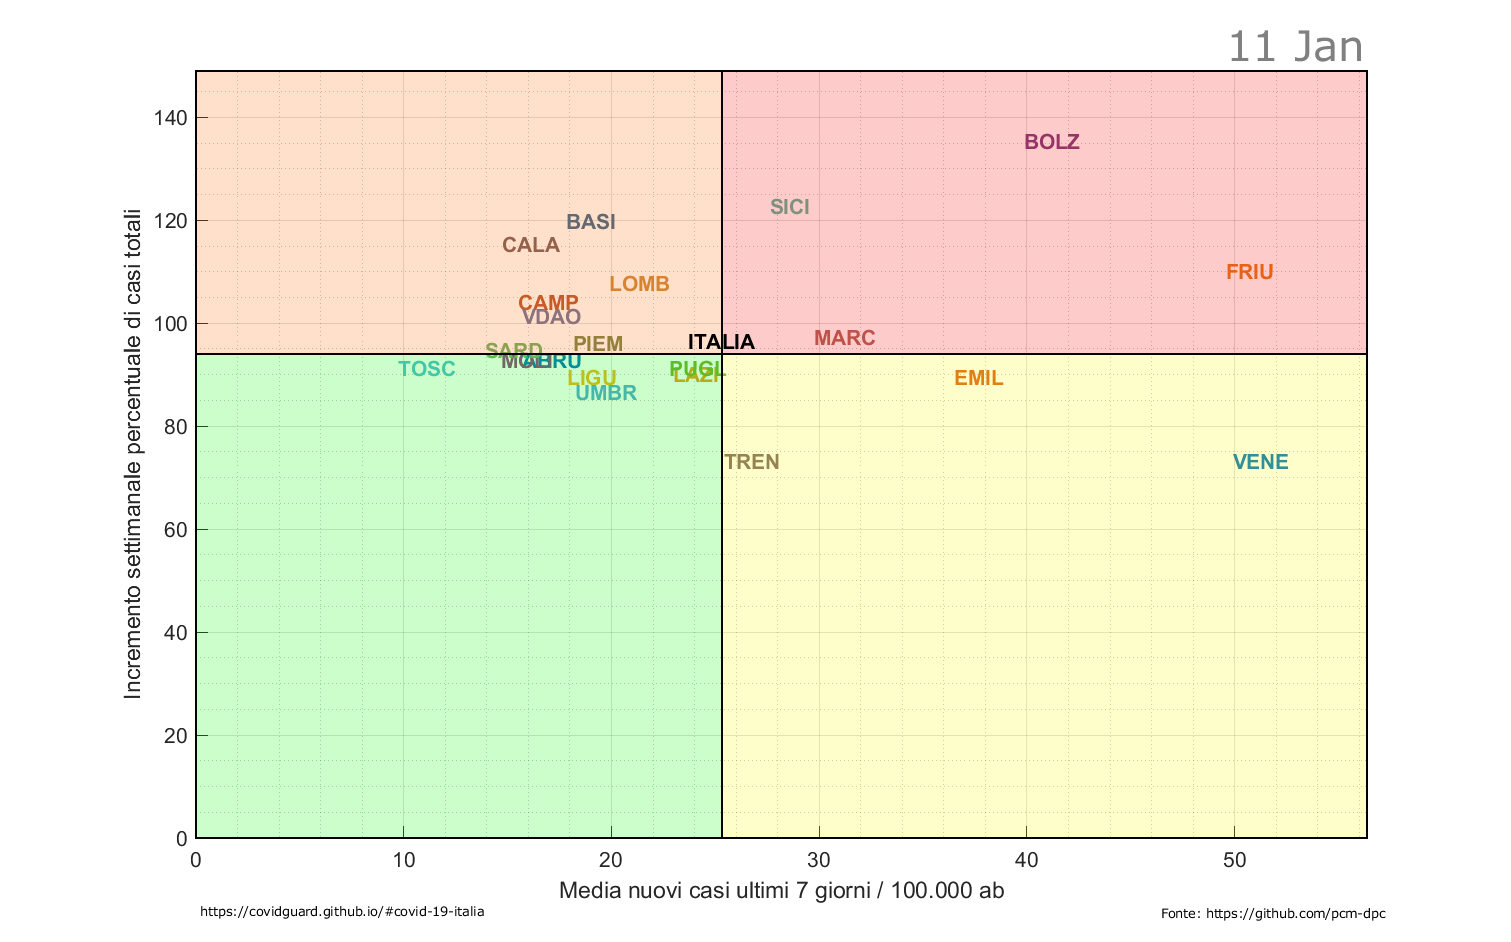 11 Jan
Incremento settimanale percentuale di casi totali
140
120
100
80
60
40
20
0
BOLZ
SICI
BASI
CALA
FRIU
LOMB
CAMP
VDAO
MARC
ITALIA
PIEM
SARD
MOLI
ABRU
TOSC
PUGL
LAZI
LIGU
EMIL
UMBR
TREN
VENE
0 10 20 30 40 50
Media nuovi casi ultimi 7 giorni / 100.000 ab
https://covidguard.github.io/#covid-19-italia
Fonte: https://github.com/pcm-dpc